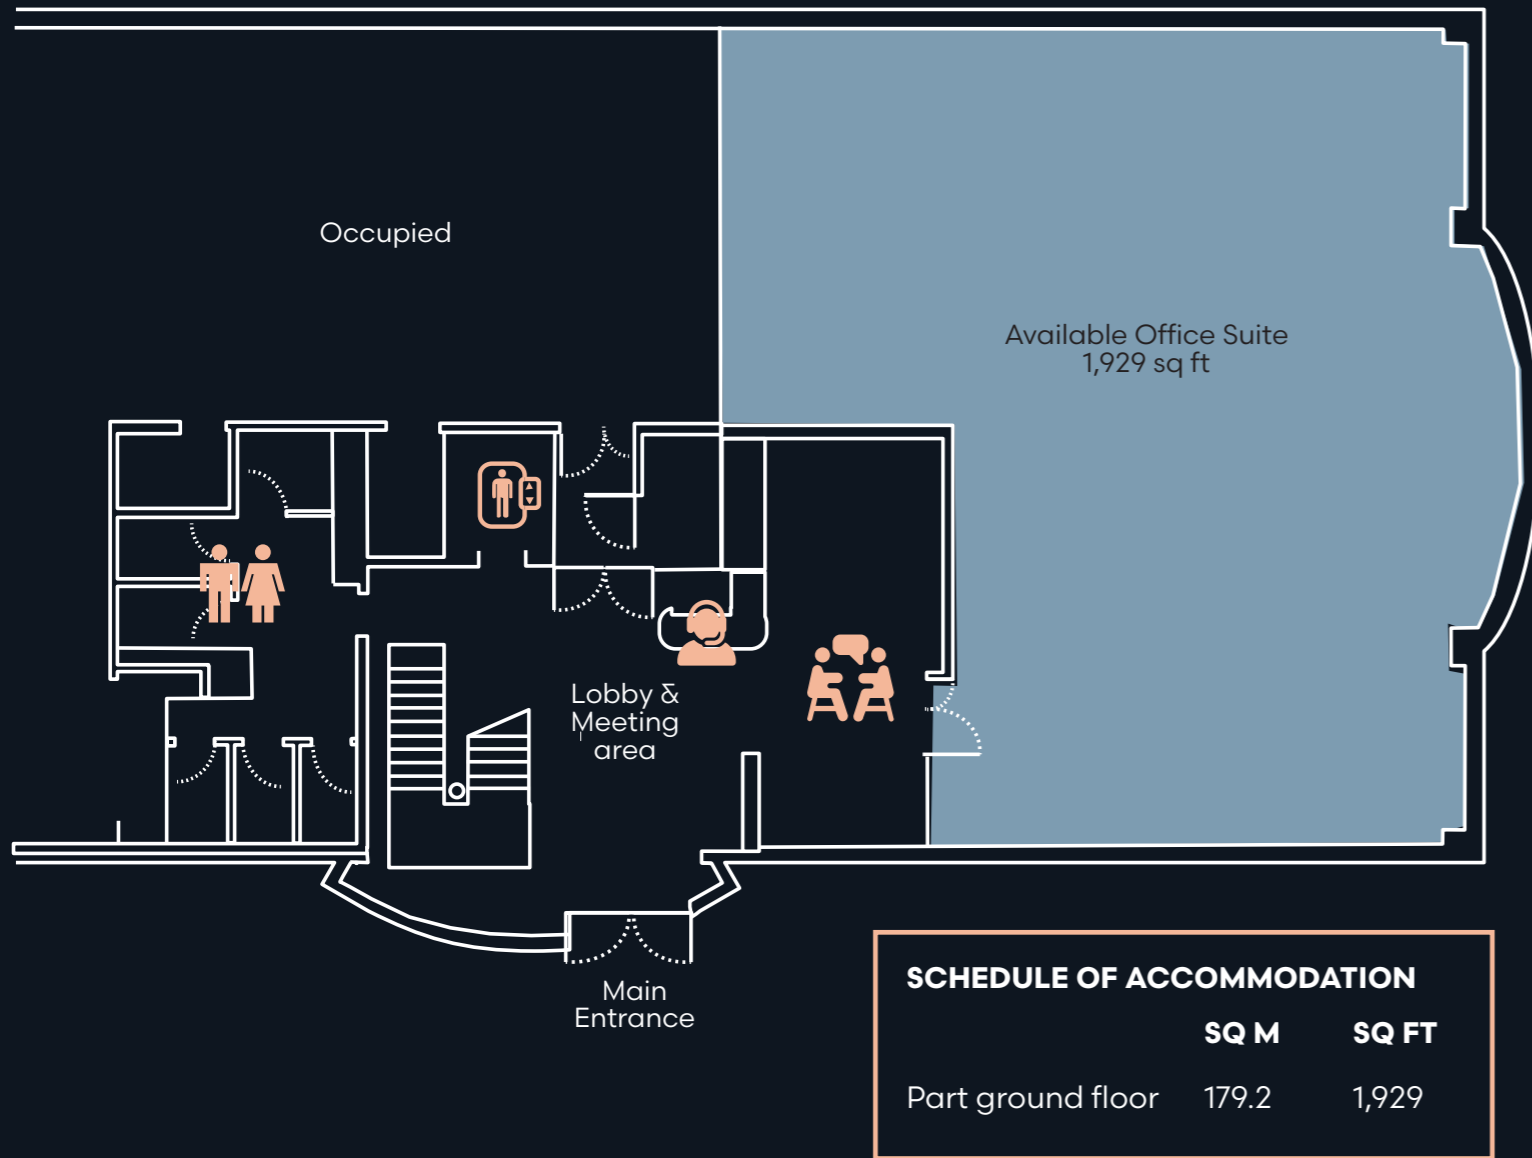 Occupied
Available Office Suite
1,929 sq ft
Lobby &
Meeting
area
Main
Entrance
SCHEDULE OF ACCOMMODATION
SQ M SQ FT
Part ground floor 179.2 1,929